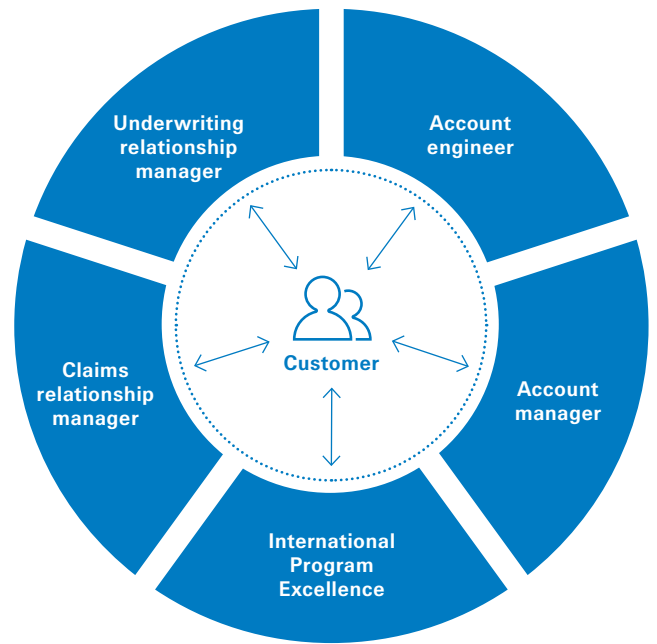 Underwriting
relationship
manager
Account
engineer
Customer
Claims
relationship
manager
Account
manager
International
Program
Excellence